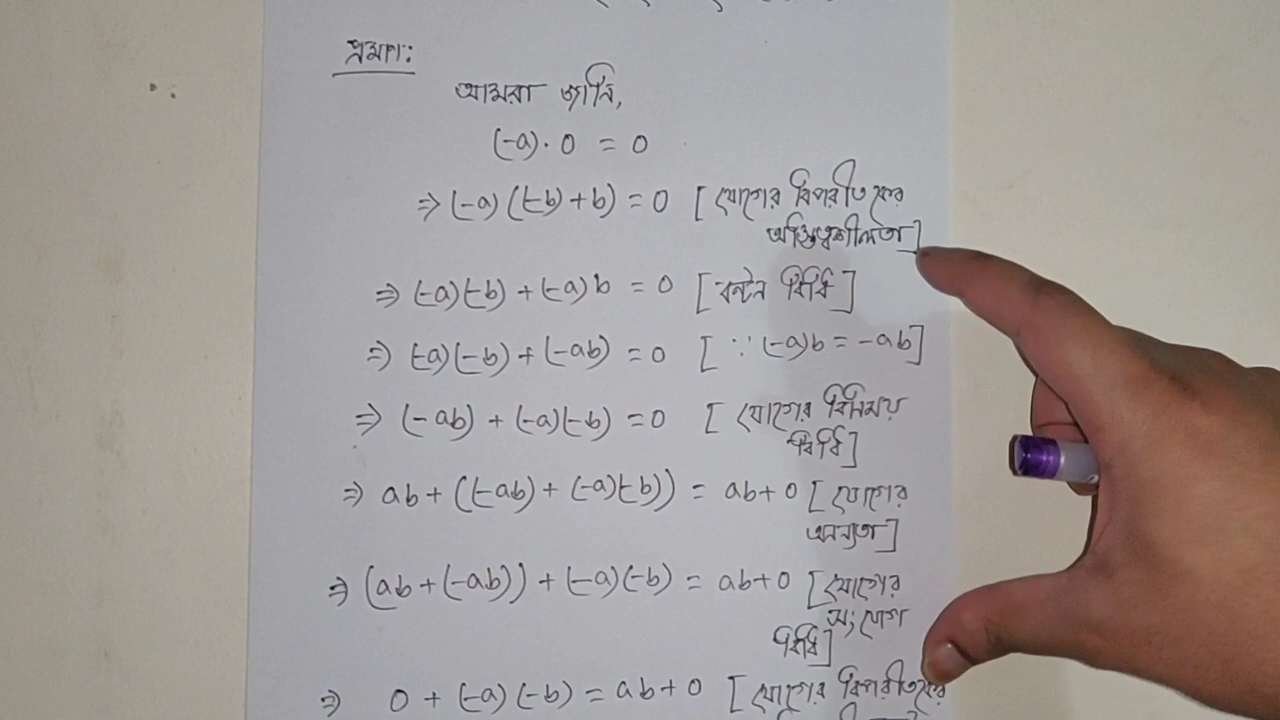 প্রমাণ:
আমরা জানি,
(-a)· 0 = 0
⇒ (-a) ((-b) + b) = 0 [যোগের বিপরীতকের
অস্তিত্বশীলতা]
⇒ (-a)(-b) + (-a)b = 0 [বন্টন বিধি]
⇒ (-a)(-b) + (-ab) = 0 [∵ (-a)b = -ab]
⇒ (-ab) + (-a)(-b) = 0 [যোগের বিনিময়
বিধি]
⇒ ab + ((-ab) + (-a)(-b)) = ab + 0 [যোগের
অনন্যতা]
⇒ (ab + (-ab)) + (-a)(-b) = ab + 0 [যোগের
সংযোগ
বিধি]
⇒ 0 + (-a)(-b) = ab + 0 [যোগের বিপরীতকের